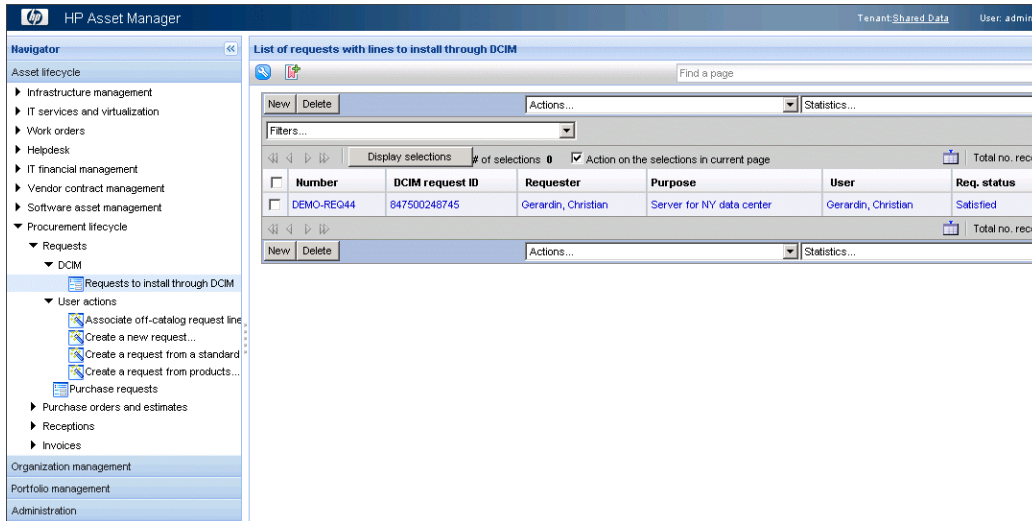 hp HP Asset Manager Tenant:Shared Data User: admin
Navigator
Asset lifecycle
Infrastructure management
IT services and virtualization
Work orders
Helpdesk
IT financial management
Vendor contract management
Software asset management
Procurement lifecycle
Requests
DCIM
Requests to install through DCIM
User actions
Associate off-catalog request line
Create a new request...
Create a request from a standard
Create a request from products...
Purchase requests
Purchase orders and estimates
Receptions
Invoices
Organization management
Portfolio management
Administration
List of requests with lines to install through DCIM
Find a page
New Delete Actions... Statistics...
Filters...
Display selections # of selections 0 Action on the selections in current page Total no. rec
Number DCIM request ID Requester Purpose User Req. status
DEMO-REQ44 847500248745 Gerardin, Christian Server for NY data center Gerardin, Christian Satisfied
Total no. rec
New Delete Actions... Statistics...